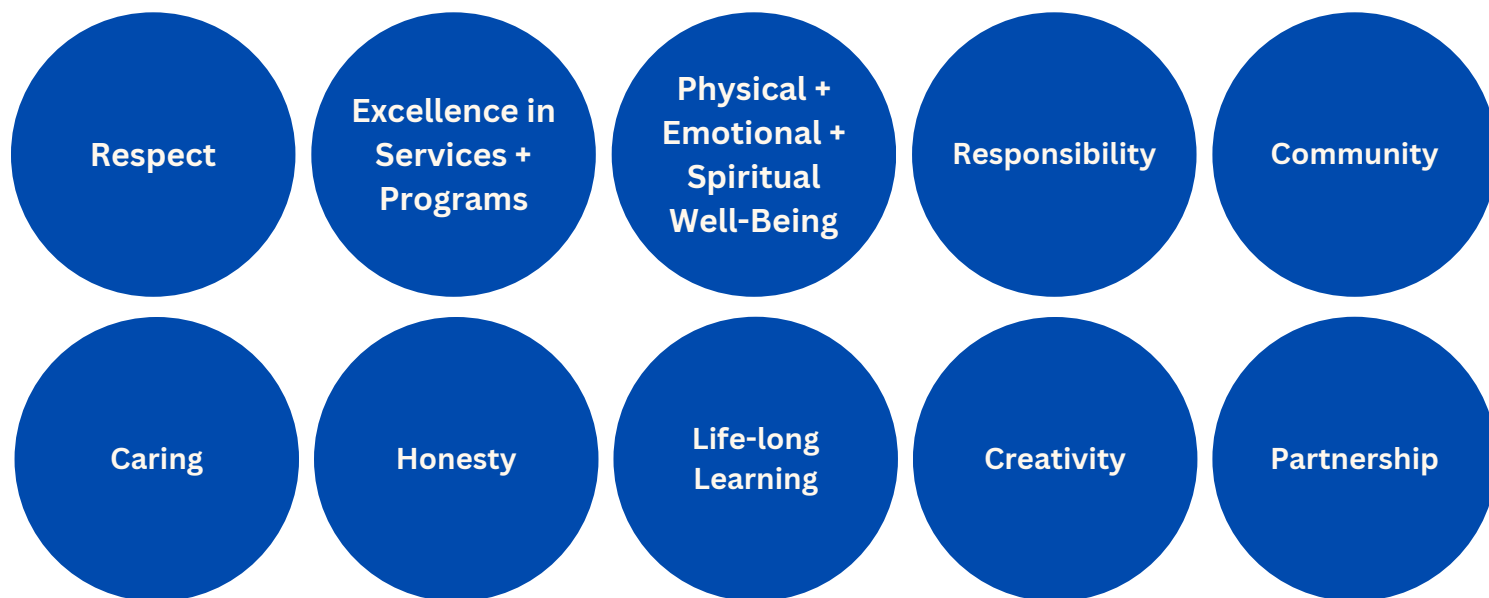 Respect
Excellence in
Services +
Programs
Physical +
Emotional +
Spiritual
Well-Being
Responsibility
Community
Caring
Honesty
Life-long
Learning
Creativity
Partnership